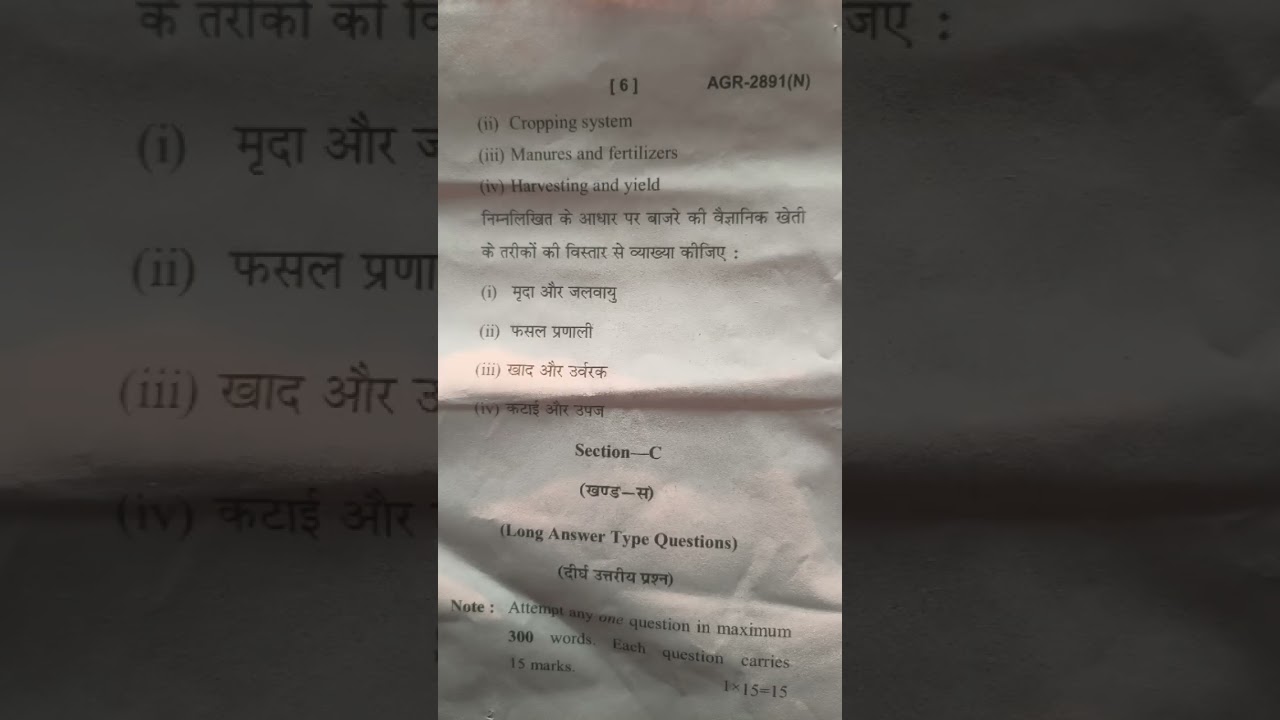 [ 6 ] AGR-2891(N)
(ii) Cropping system
(iii) Manures and fertilizers
(iv) Harvesting and yield
निम्नलिखित के आधार पर बाजरे की वैज्ञानिक खेती
के तरीकों की विस्तार से व्याख्या कीजिए :
(i) मृदा और जलवायु
(ii) फसल प्रणाली
(iii) खाद और उर्वरक
(iv) कटाई और उपज
Section—C
(खण्ड—स)
(Long Answer Type Questions)
(दीर्घ उत्तरीय प्रश्न)
Note : Attempt any one question in maximum
300 words. Each question carries
15 marks.
1×15=15